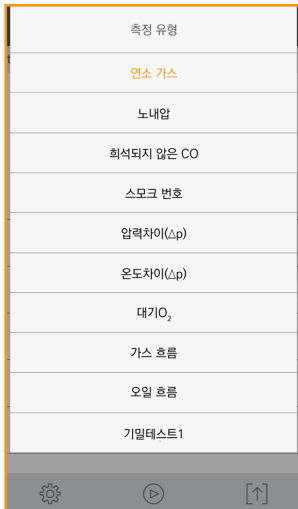 측정 유형
연소 가스
노내압
희석되지 않은 CO
스모크 번호
압력차이(△p)
온도차이(△p)
대기O₂
가스 흐름
오일 흐름
기밀테스트1